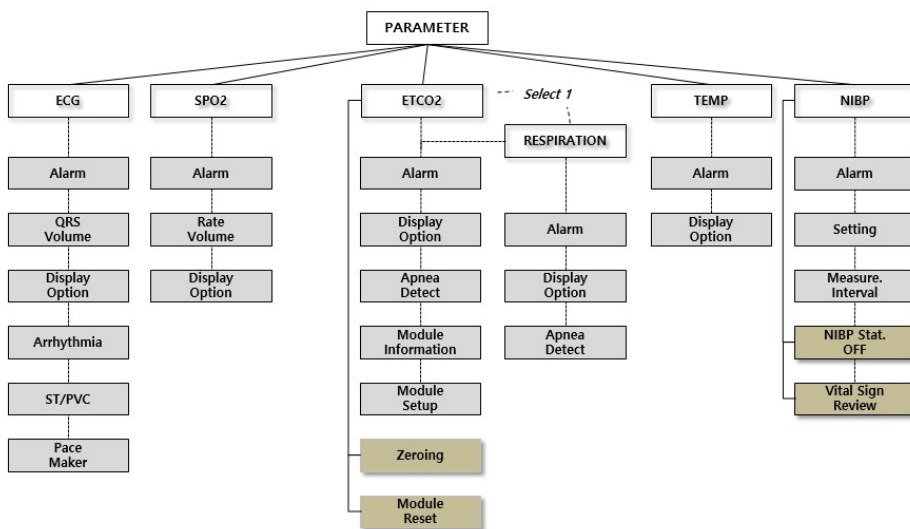 PARAMETER
ECG
SPO2
ETCO2
Select 1
TEMP
NIBP
RESPIRATION
Alarm
Alarm
Alarm
Alarm
Alarm
QRS
Volume
Rate
Volume
Display
Option
Alarm
Display
Option
Setting
Display
Option
Display
Option
Apnea
Detect
Display
Option
Measure.
Interval
Arrhythmia
Module
Information
Apnea
Detect
NIBP Stat.
OFF
ST/PVC
Module
Setup
Vital Sign
Review
Pace
Maker
Zeroing
Module
Reset